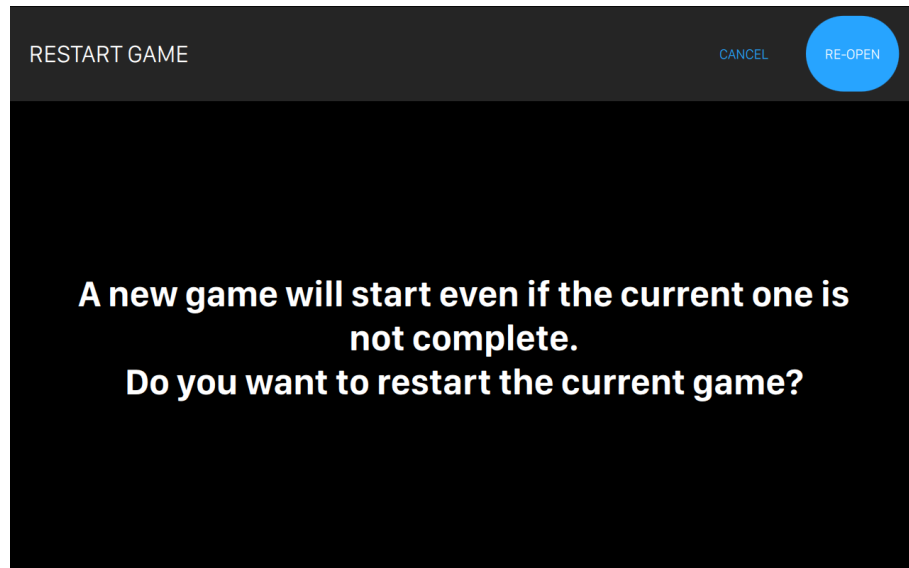 RESTART GAME
CANCEL
RE-OPEN
A new game will start even if the current one is
not complete.
Do you want to restart the current game?